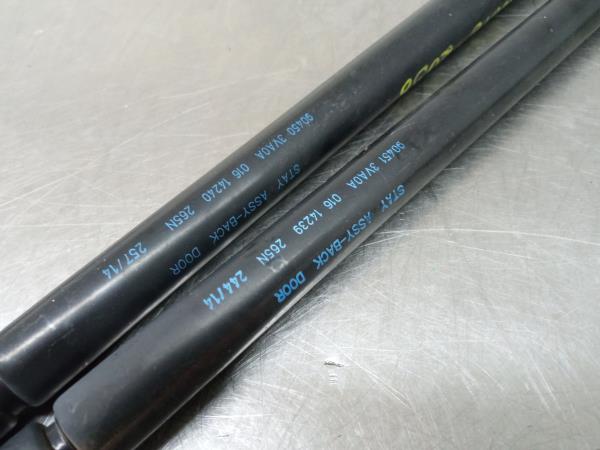 90450 3VA0A 016 14240 265N 257/14
STAY ASSY-BACK DOOR
90451 3VA0A 016 14239 265N 244/14
STAY ASSY-BACK DOOR